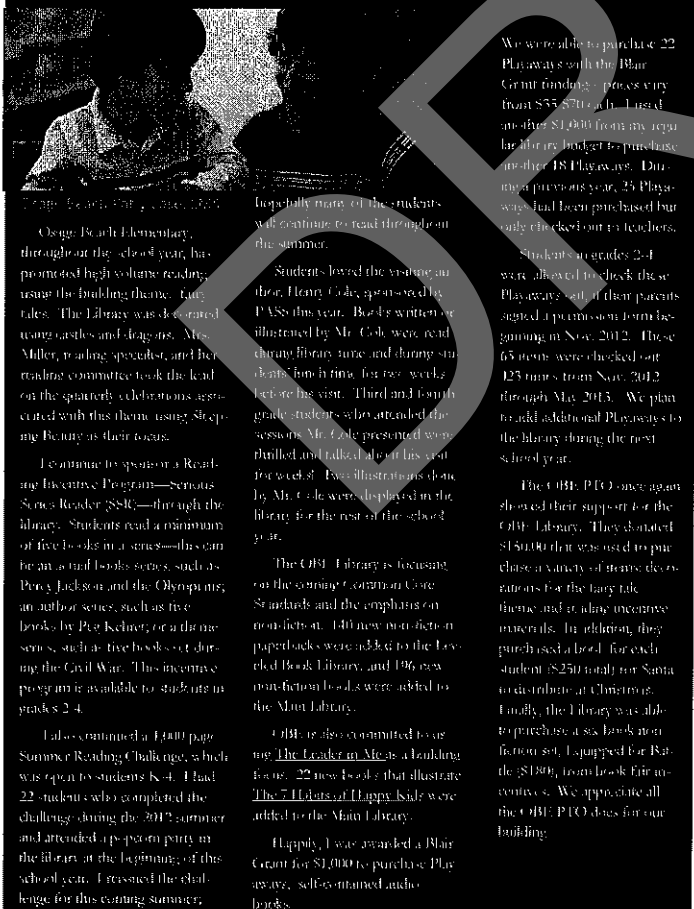 Osage Beach Elementary,
throughout the school year, has
promoted high volume reading
using the building theme, fairy
tales. The Library was decorated
using castles and dragons. Mrs.
Miller, reading specialist, and her
reading committee took the lead
on the quarterly celebrations asso-
ciated with this theme using Sleep-
ing Beauty as their focus.
I continue to sponsor a Read-
ing Incentive Program—Serious
Series Reader (SSR)—through the
library. Students read a minimum
of five books in a series—this can
be an actual books series, such as
Percy Jackson and the Olympians;
an author series, such as five
books by Peg Kehret; or a theme
series, such as five books set dur-
ing the Civil War. This incentive
program is available to students in
grades 2-4.
I also continued a 1,000 page
Summer Reading Challenge, which
was open to students K-4. I had
22 students who completed the
challenge during the 2012 summer
and attended a popcorn party in
the library at the beginning of this
school year. I reissued the chal-
lenge for this coming summer;
hopefully many of the students
will continue to read throughout
the summer.
Students loved the visiting au-
thor, Henry Cole, sponsored by
PASS this year. Books written or
illustrated by Mr. Cole were read
during library time and during stu-
dents' lunch time for two weeks
before his visit. Third and fourth
grade students who attended the
sessions Mr. Cole presented were
thrilled and talked about his visit
for weeks! Two illustrations done
by Mr. Cole were displayed in the
library for the rest of the school
year.
The OBE Library is focusing
on the coming Common Core
Standards and the emphasis on
non-fiction. 140 new non-fiction
paperbacks were added to the Lev-
eled Book Library, and 196 new
non-fiction books were added to
the Main Library.
OBE is also committed to us-
ing The Leader in Me as a building
focus. 22 new books that illustrate
The 7 Habits of Happy Kids were
added to the Main Library.
Happily, I was awarded a Blair
Grant for $1,000 to purchase Play-
aways, self-contained audio
books.
We were able to purchase 22
Playaways with the Blair
Grant funding - prices vary
from $35-$70 each. I used
another $1,000 from my regu-
lar library budget to purchase
another 18 Playaways. Dur-
ing a previous year, 25 Playa-
ways had been purchased but
only checked out to teachers.
Students in grades 2-4
were allowed to check these
Playaways out, if their parents
signed a permission form be-
ginning in Nov. 2012. These
65 items were checked out
123 times from Nov. 2012
through May 2013. We plan
to add additional Playaways to
the library during the next
school year.
The OBE PTO once again
showed their support for the
OBE Library. They donated
that was used to pur-
chase a variety of items: deco-
rations for the fairy tale
theme and reading incentive
materials. In addition, they
purchased a book for each
student ($250 total) for Santa
to distribute at Christmas.
Finally, the Library was able
to purchase a six book non-
fiction set, Equipped for Bat-
tle ($180), from book fair in-
centives. We appreciate all
the OBE PTO does for our
building.